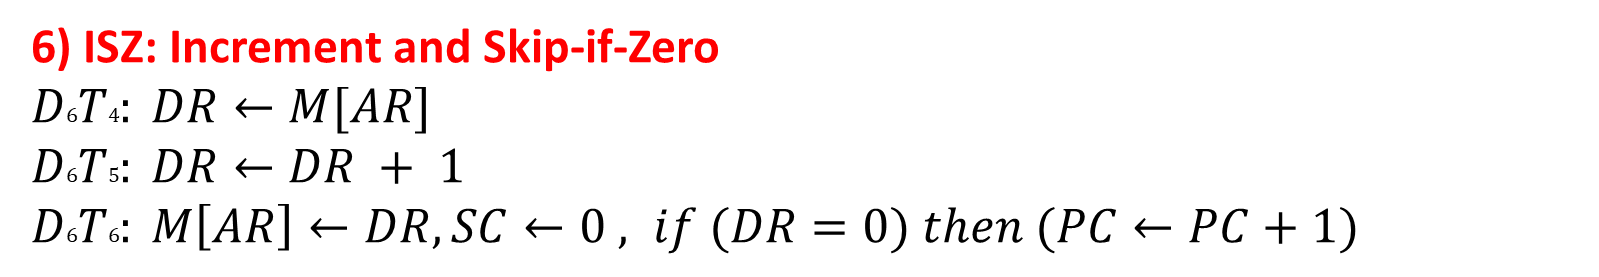 6) ISZ: Increment and Skip-if-Zero
D₆T₄: DR ← M[AR]
D₆T₅: DR ← DR + 1
D₆T₆: M[AR] ← DR, SC ← 0 , if (DR = 0) then (PC ← PC + 1)